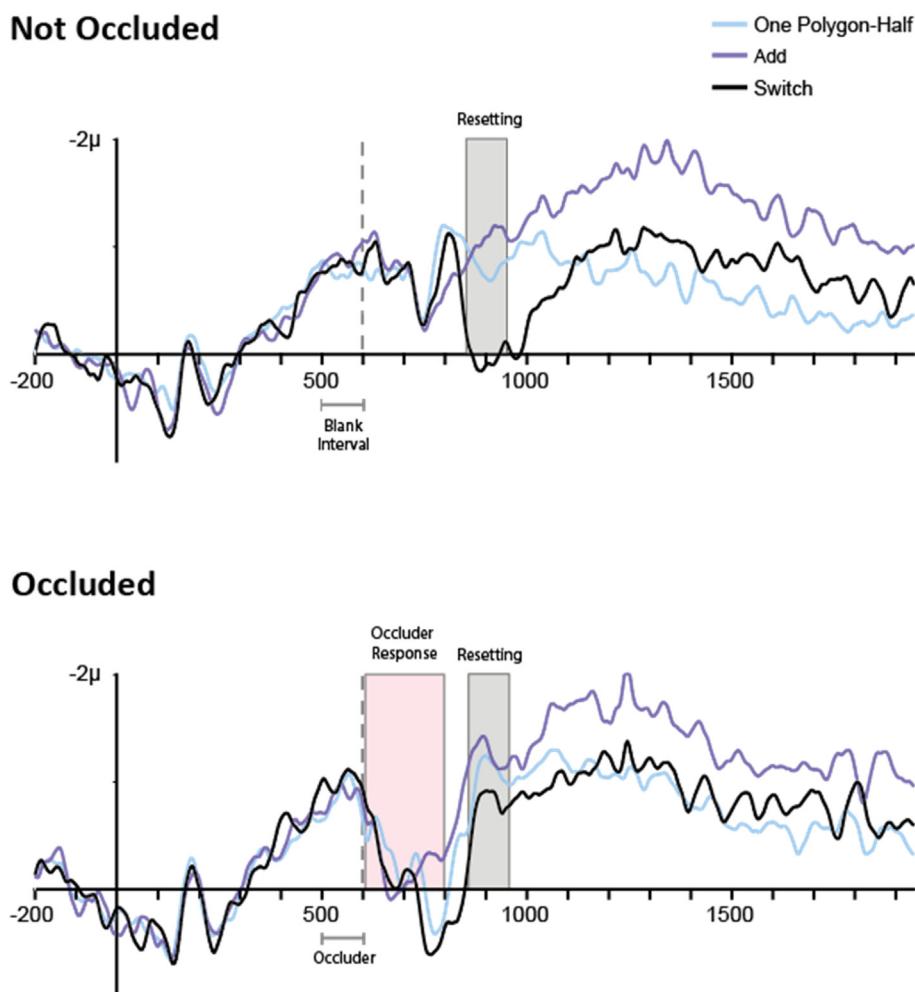 Not Occluded
One Polygon-Half
Add
Switch
Resetting
-2µ
-200
500
1000
1500
Blank
Interval
Occluded
Occluder
Response
Resetting
-2µ
-200
500
1000
1500
Occluder